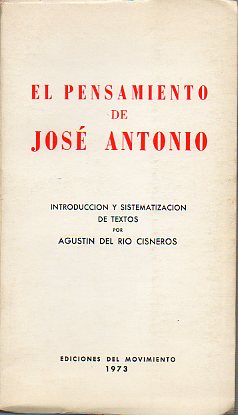 EL PENSAMIENTO
DE
JOSÉ ANTONIO
INTRODUCCION Y SISTEMATIZACION
DE TEXTOS
POR
AGUSTIN DEL RIO CISNEROS
EDICIONES DEL MOVIMIENTO
1973